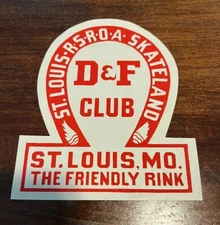 ST. LOUIS·R·S·R·O·A·SKATELAND
D&F
CLUB
ST. LOUIS, MO.
THE FRIENDLY RINK